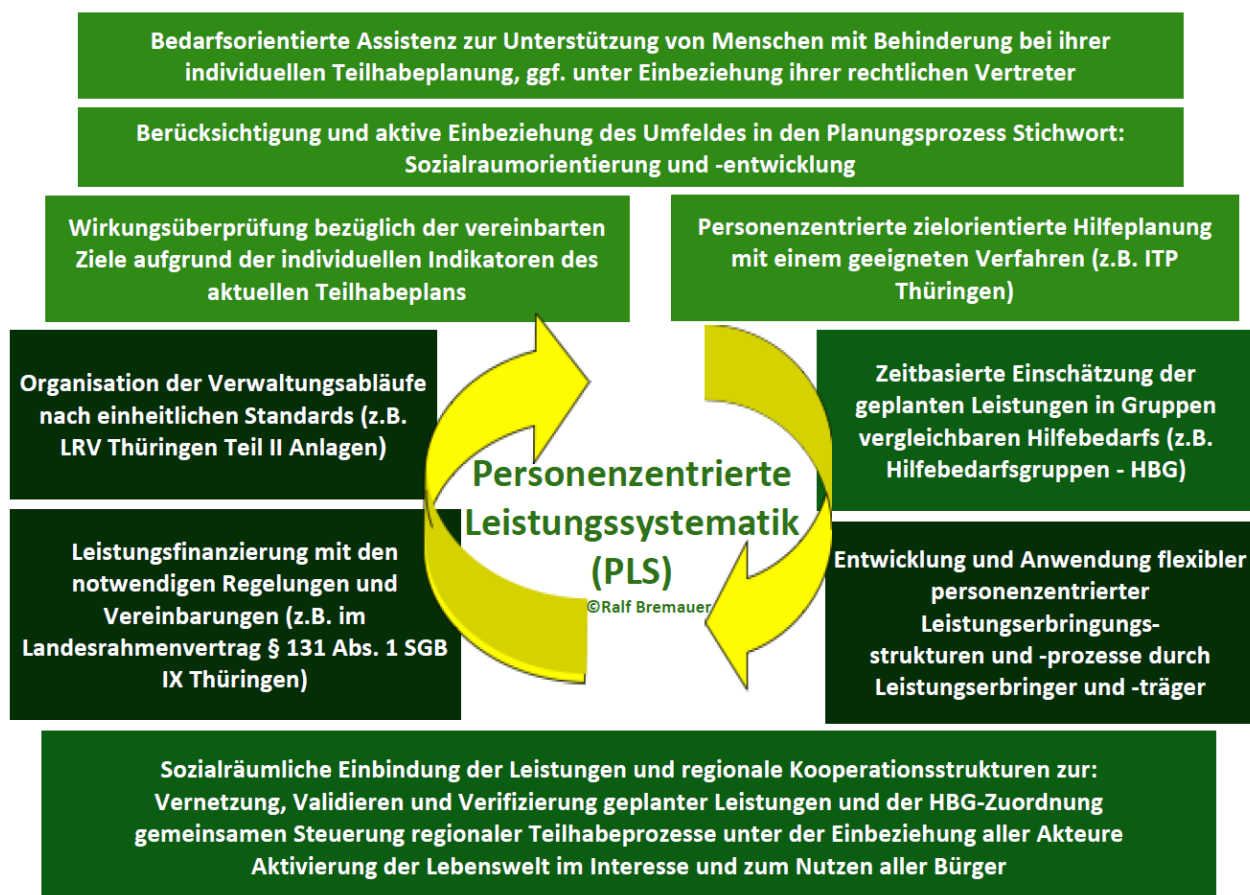 Bedarfsorientierte Assistenz zur Unterstützung von Menschen mit Behinderung bei ihrer
individuellen Teilhabeplanung, ggf. unter Einbeziehung ihrer rechtlichen Vertreter
Berücksichtigung und aktive Einbeziehung des Umfeldes in den Planungsprozess Stichwort:
Sozialraumorientierung und -entwicklung
Wirkungsüberprüfung bezüglich der vereinbarten
Ziele aufgrund der individuellen Indikatoren des
aktuellen Teilhabeplans
Personenzentrierte zielorientierte Hilfeplanung
mit einem geeigneten Verfahren (z.B. ITP
Thüringen)
Organisation der Verwaltungsabläufe
nach einheitlichen Standards (z.B.
LRV Thüringen Teil II Anlagen)
Zeitbasierte Einschätzung der
geplanten Leistungen in Gruppen
vergleichbaren Hilfebedarfs (z.B.
Hilfebedarfsgruppen - HBG)
Personenzentrierte
Leistungssystematik
(PLS)
©Ralf Bremauer
Leistungsfinanzierung mit den
notwendigen Regelungen und
Vereinbarungen (z.B. im
Landesrahmenvertrag § 131 Abs. 1 SGB
IX Thüringen)
Entwicklung und Anwendung flexibler
personenzentrierter
Leistungserbringungs-
strukturen und -prozesse durch
Leistungserbringer und -träger
Sozialräumliche Einbindung der Leistungen und regionale Kooperationsstrukturen zur:
Vernetzung, Validieren und Verifizierung geplanter Leistungen und der HBG-Zuordnung
gemeinsamen Steuerung regionaler Teilhabeprozesse unter der Einbeziehung aller Akteure
Aktivierung der Lebenswelt im Interesse und zum Nutzen aller Bürger